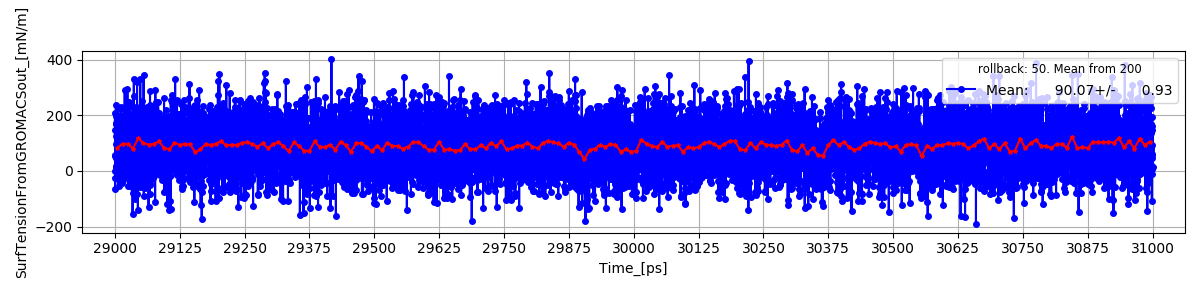 SurfTensionFromGROMACSout_[mN/m]
400
200
0
−200
rollback: 50. Mean from 200
Mean: 90.07+/- 0.93
29000 29125 29250 29375 29500 29625 29750 29875 30000 30125 30250 30375 30500 30625 30750 30875 31000
Time_[ps]